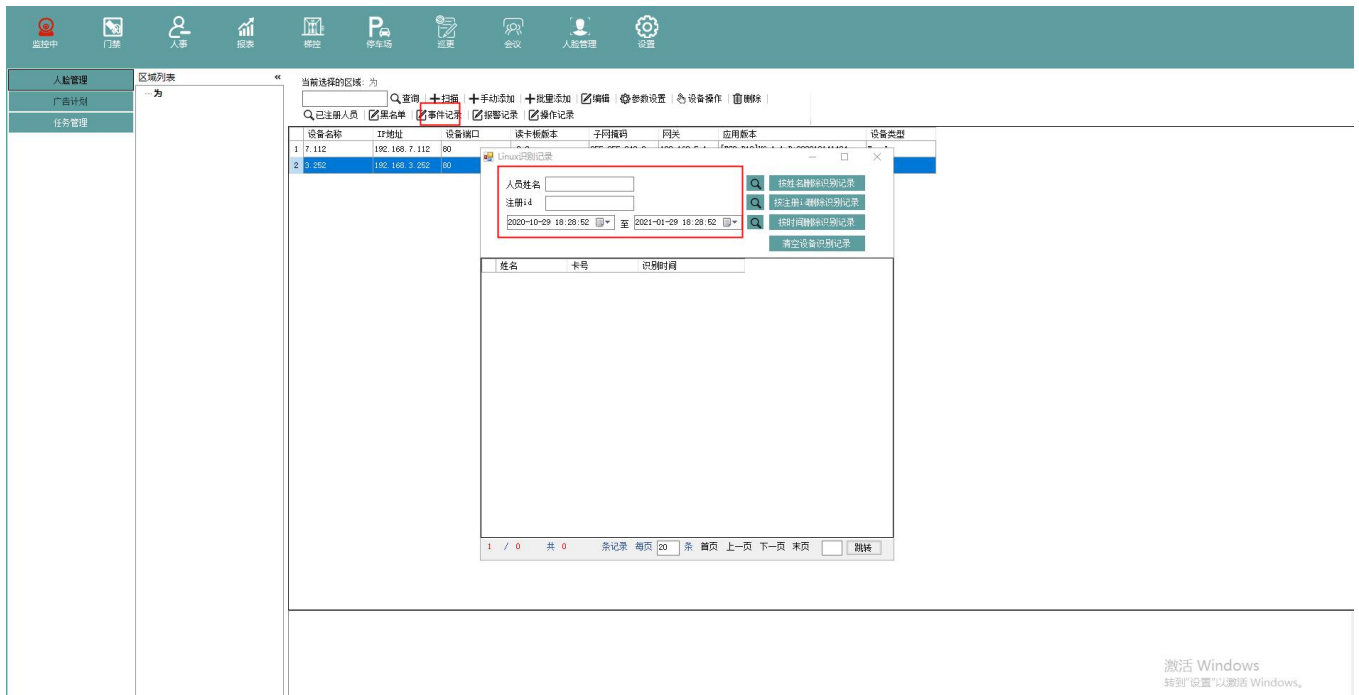 监控中 门禁 人事 报表 梯控 停车场 巡更 会议 人脸管理 设置
人脸管理
广告计划
任务管理
区域列表 «
为
当前选择的区域: 为
查询 扫描 手动添加 批里添加 编辑 参数设置 设备操作 删除
已注册人员 黑名单 事件记录 报警记录 操作记录
设备名称 IP地址 设备端口 读卡板版本 子网掩码 网关 应用版本 设备类型
1 7.112 192.168.7.112 80
2 3.252 192.168.3.252 80
Linux识别记录
人员姓名 按姓名删除识别记录
注册id 按注册id删除识别记录
2020-10-29 18:28:52 至 2021-01-29 18:28:52 按时间删除识别记录
清空设备识别记录
姓名 卡号 识别时间
1 / 0 共 0 条记录 每页 20 条 首页 上一页 下一页 末页 跳转
激活 Windows
转到"设置"以激活 Windows。